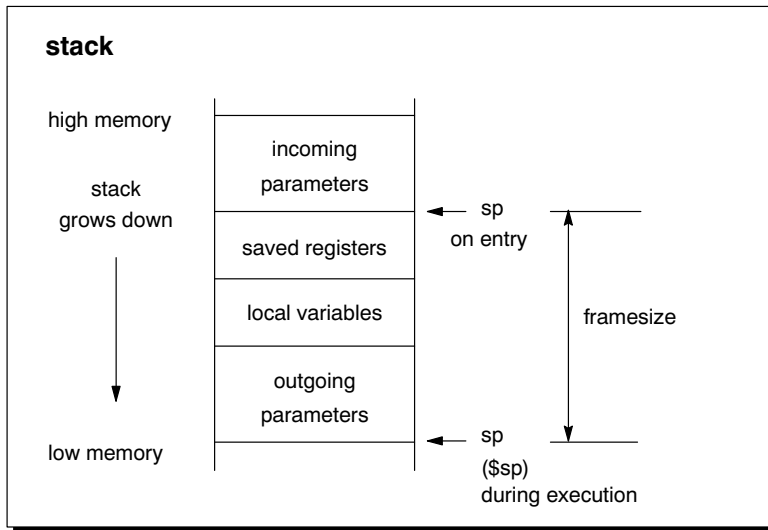 stack
high memory
incoming
parameters
stack
grows down
sp
on entry
saved registers
local variables
framesize
outgoing
parameters
low memory
sp
($sp)
during execution